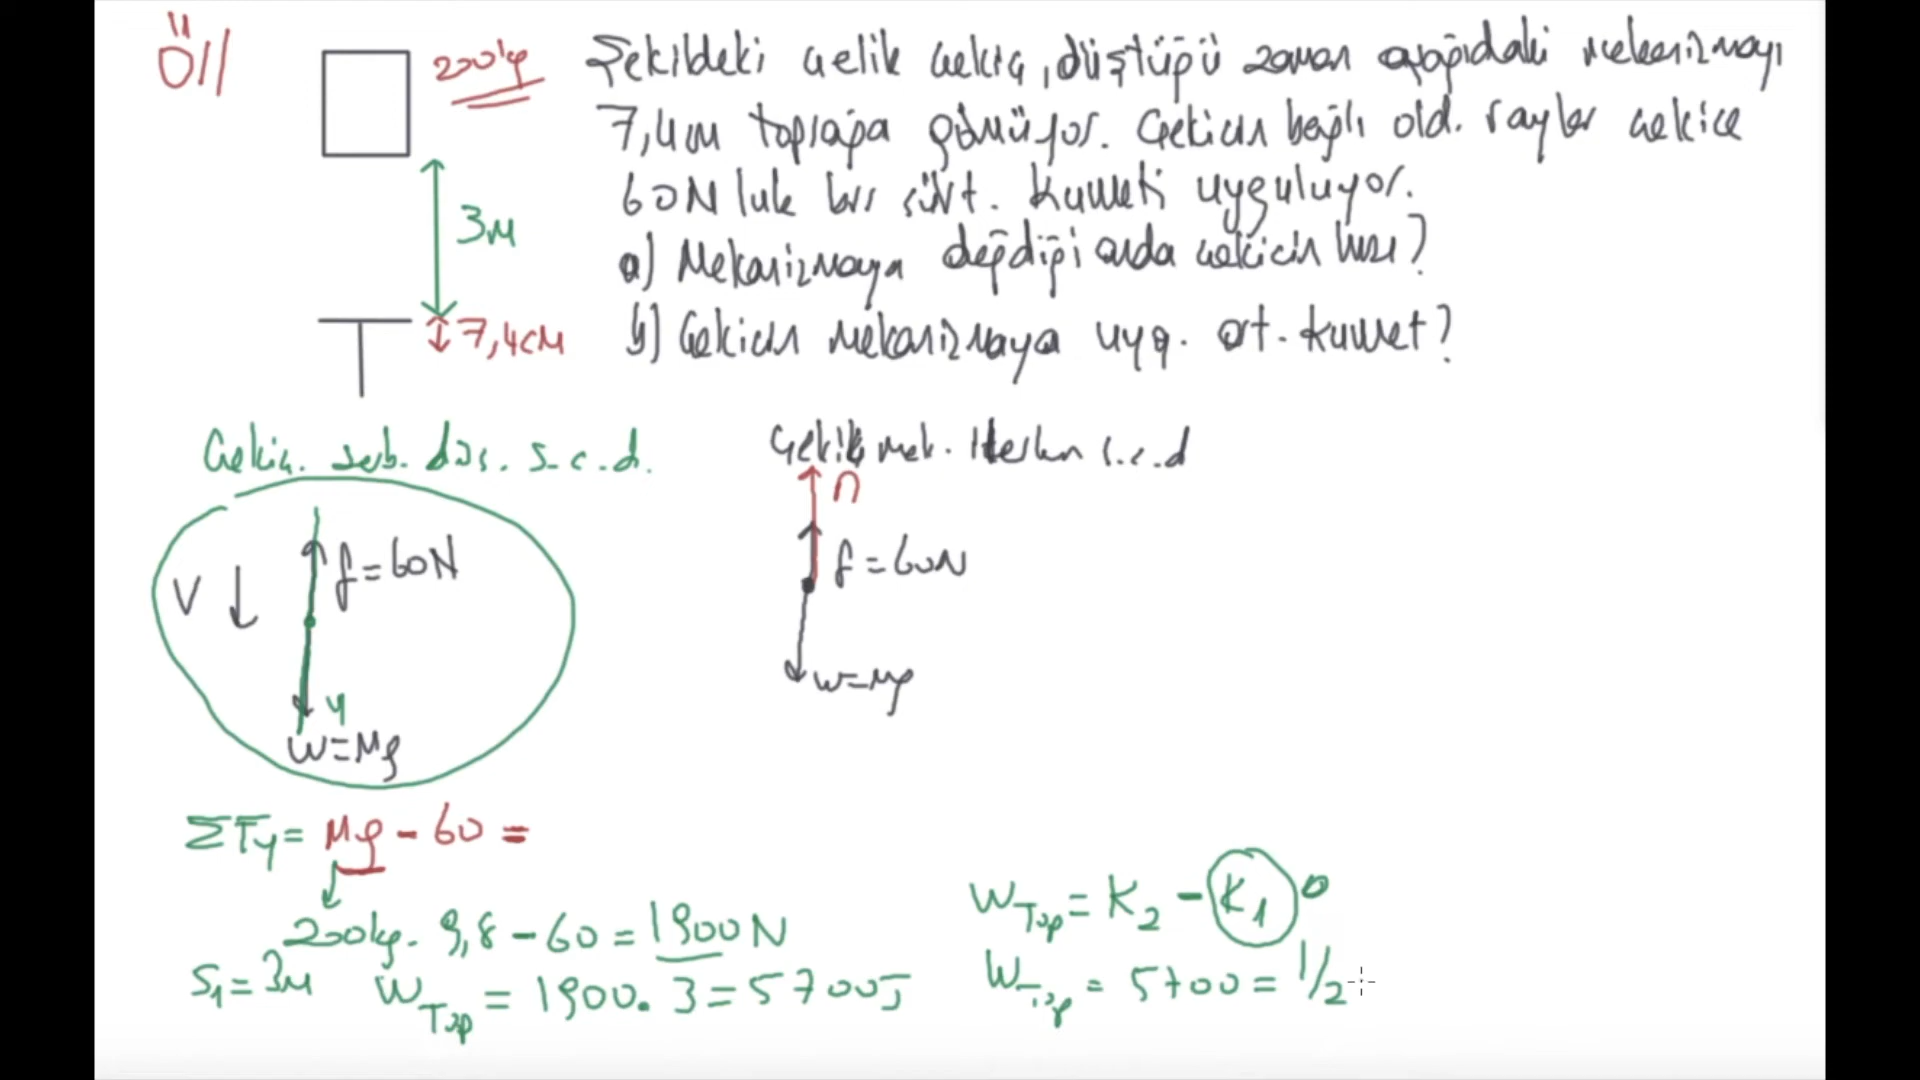 Ö//
200kg
Şekildeki çelik çekiç, düştüğü zaman aşağıdaki mekanizmayı
7,4cm toprağa gömüyor. Çekicin bağlı old. raylar çekice
60N luk bir sürt. kuvveti uyguluyor.
a) Mekanizmaya değdiği anda çekicin hızı?
b) Çekicin mekanizmaya uyg. ort. kuvvet?
3m
7,4cm
Çekiç. serb. düş. s.c.d.
Çekiç mek. iterken s.c.d
V
f=60N
y
w=mg
n
f=60N
w=mg
ΣFy= mg - 60 =
200kg. 9,8 - 60 = 1900N
S1=3m WTop = 1900. 3 = 5700J
WTop = K2 - K1 0
WTop = 5700 = 1/2